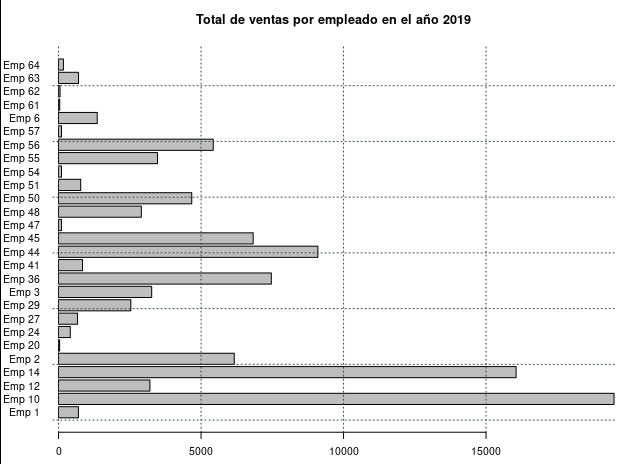 Total de ventas por empleado en el año 2019
Emp 64
Emp 63
Emp 62
Emp 61
Emp 6
Emp 57
Emp 56
Emp 55
Emp 54
Emp 51
Emp 50
Emp 48
Emp 47
Emp 45
Emp 44
Emp 41
Emp 36
Emp 3
Emp 29
Emp 27
Emp 24
Emp 20
Emp 2
Emp 14
Emp 12
Emp 10
Emp 1
0 5000 10000 15000